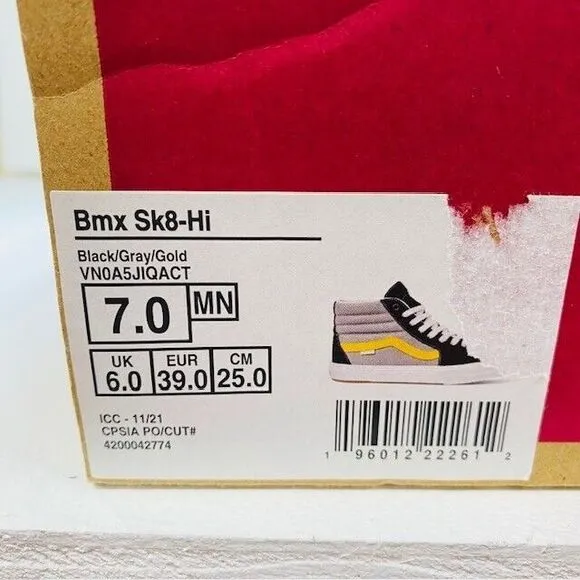 Bmx Sk8-Hi
Black/Gray/Gold
VN0A5JIQACT
7.0 MN
UK EUR CM
6.0 39.0 25.0
ICC - 11/21
CPSIA PO/CUT#
4200042774
1 96012 22261 2